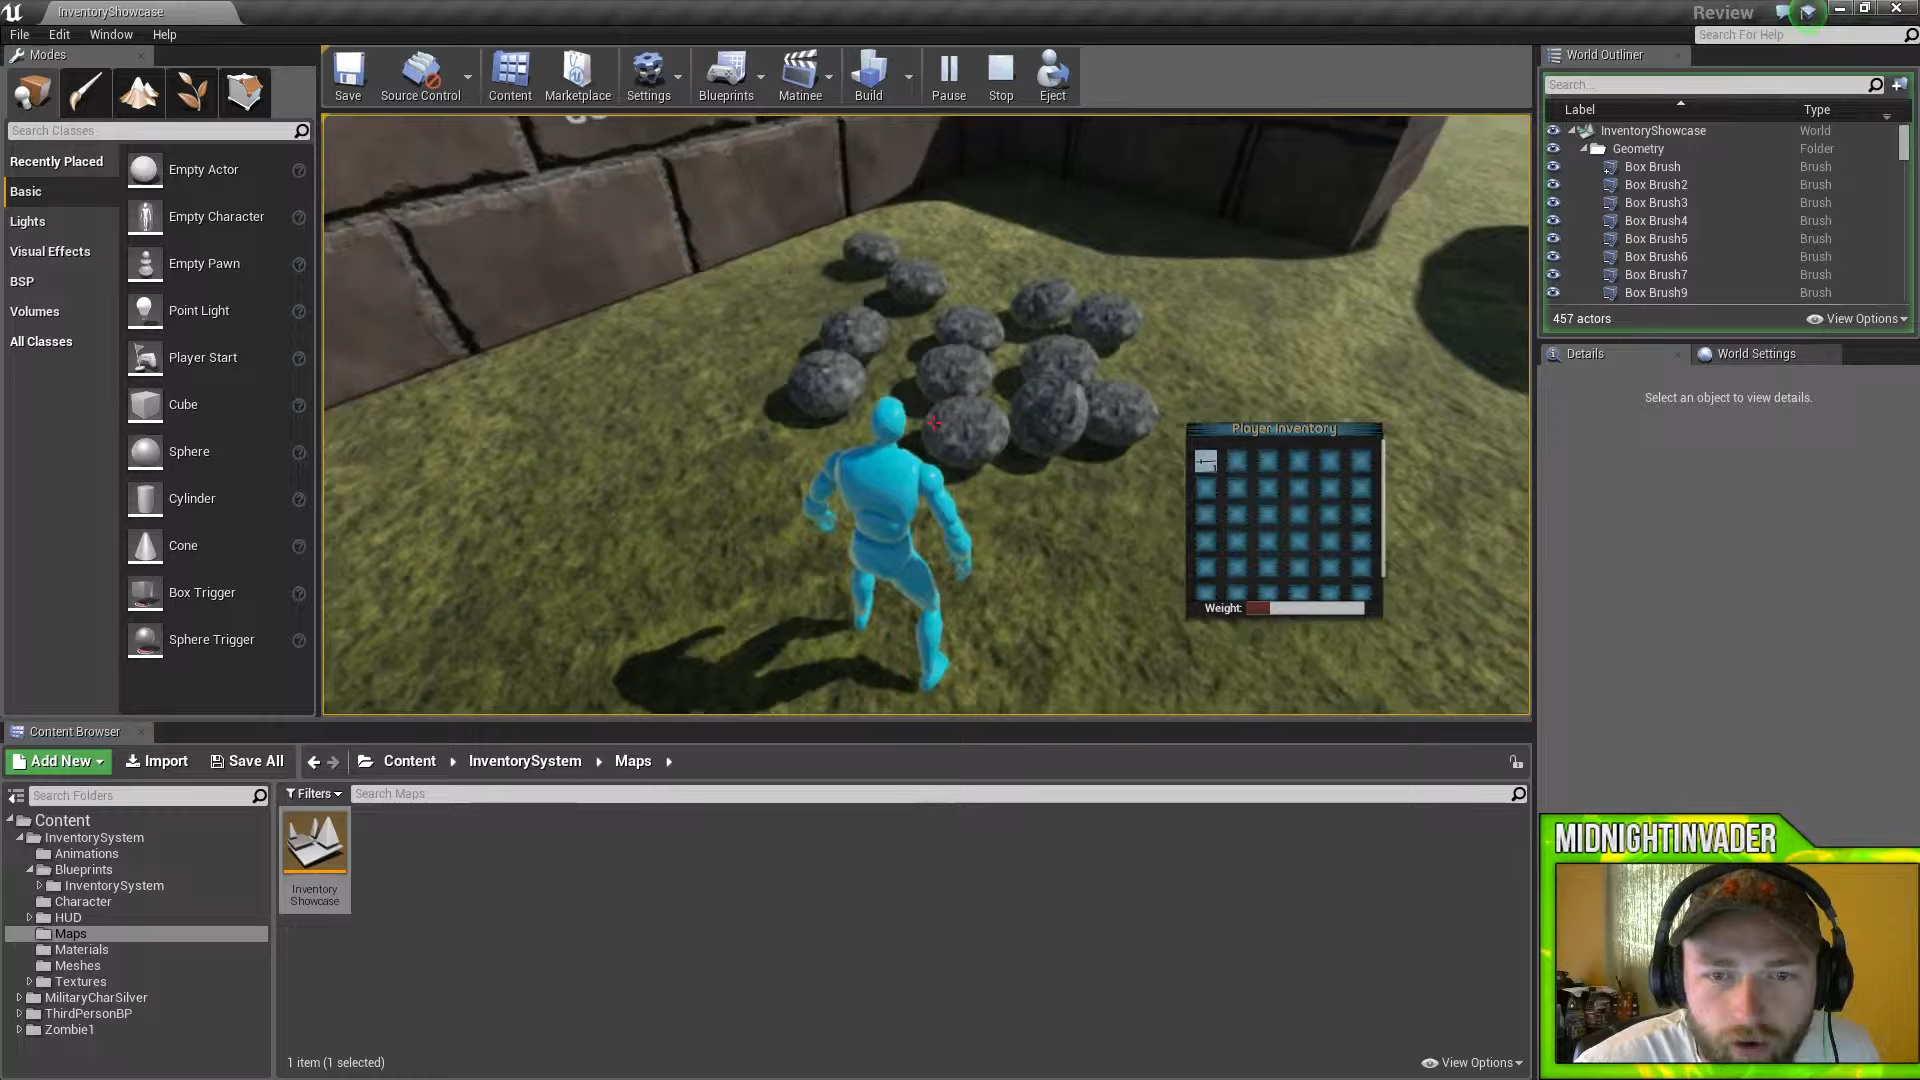 InventoryShowcase
Review
File Edit Window Help
Search For Help
Modes
Search Classes
Recently Placed
Basic
Lights
Visual Effects
BSP
Volumes
All Classes
Empty Actor
Empty Character
Empty Pawn
Point Light
Player Start
Cube
Sphere
Cylinder
Cone
Box Trigger
Sphere Trigger
Save Source Control Content Marketplace Settings Blueprints Matinee Build Pause Stop Eject
Player Inventory
1
Weight:
World Outliner
Search...
Label Type
InventoryShowcase World
Geometry Folder
Box Brush Brush
Box Brush2 Brush
Box Brush3 Brush
Box Brush4 Brush
Box Brush5 Brush
Box Brush6 Brush
Box Brush7 Brush
Box Brush9 Brush
457 actors View Options
Details World Settings
Select an object to view details.
Content Browser
Add New Import Save All Content InventorySystem Maps
Search Folders
Filters Search Maps
Content
InventorySystem
Animations
Blueprints
InventorySystem
Character
HUD
Maps
Materials
Meshes
Textures
MilitaryCharSilver
ThirdPersonBP
Zombie1
Inventory
Showcase
1 item (1 selected) View Options
MIDNIGHTINVADER